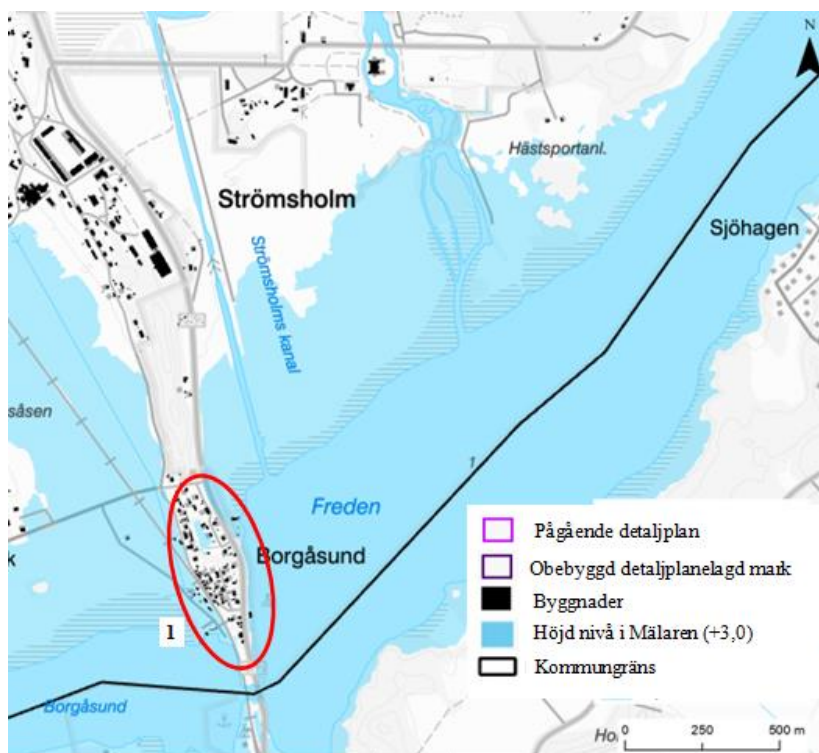 N
Hästsportanl.
Strömsholm
Sjöhagen
Strömsholms kanal
252
såsen
1
Freden
Borgåsund
k
1
Borgåsund
Pågående detaljplan
Obebyggd detaljplanelagd mark
Byggnader
Höjd nivå i Mälaren (+3,0)
Kommungräns
Ho
0 250 500 m